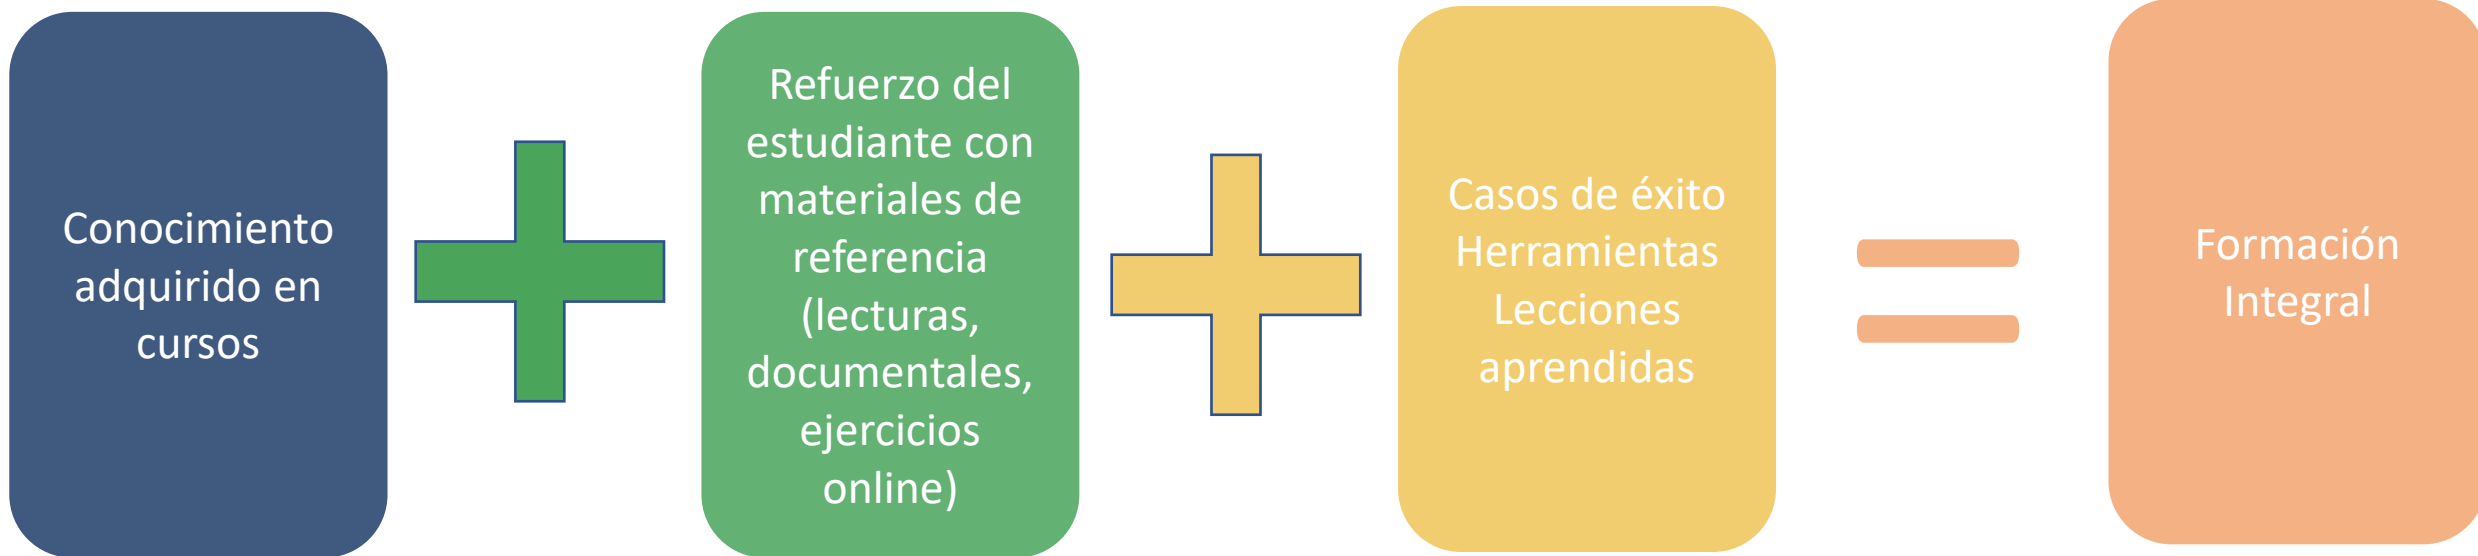 Conocimiento
adquirido en
cursos
Refuerzo del
estudiante con
materiales de
referencia
(lecturas,
documentales,
ejercicios
online)
Casos de éxito
Herramientas
Lecciones
aprendidas
Formación
Integral